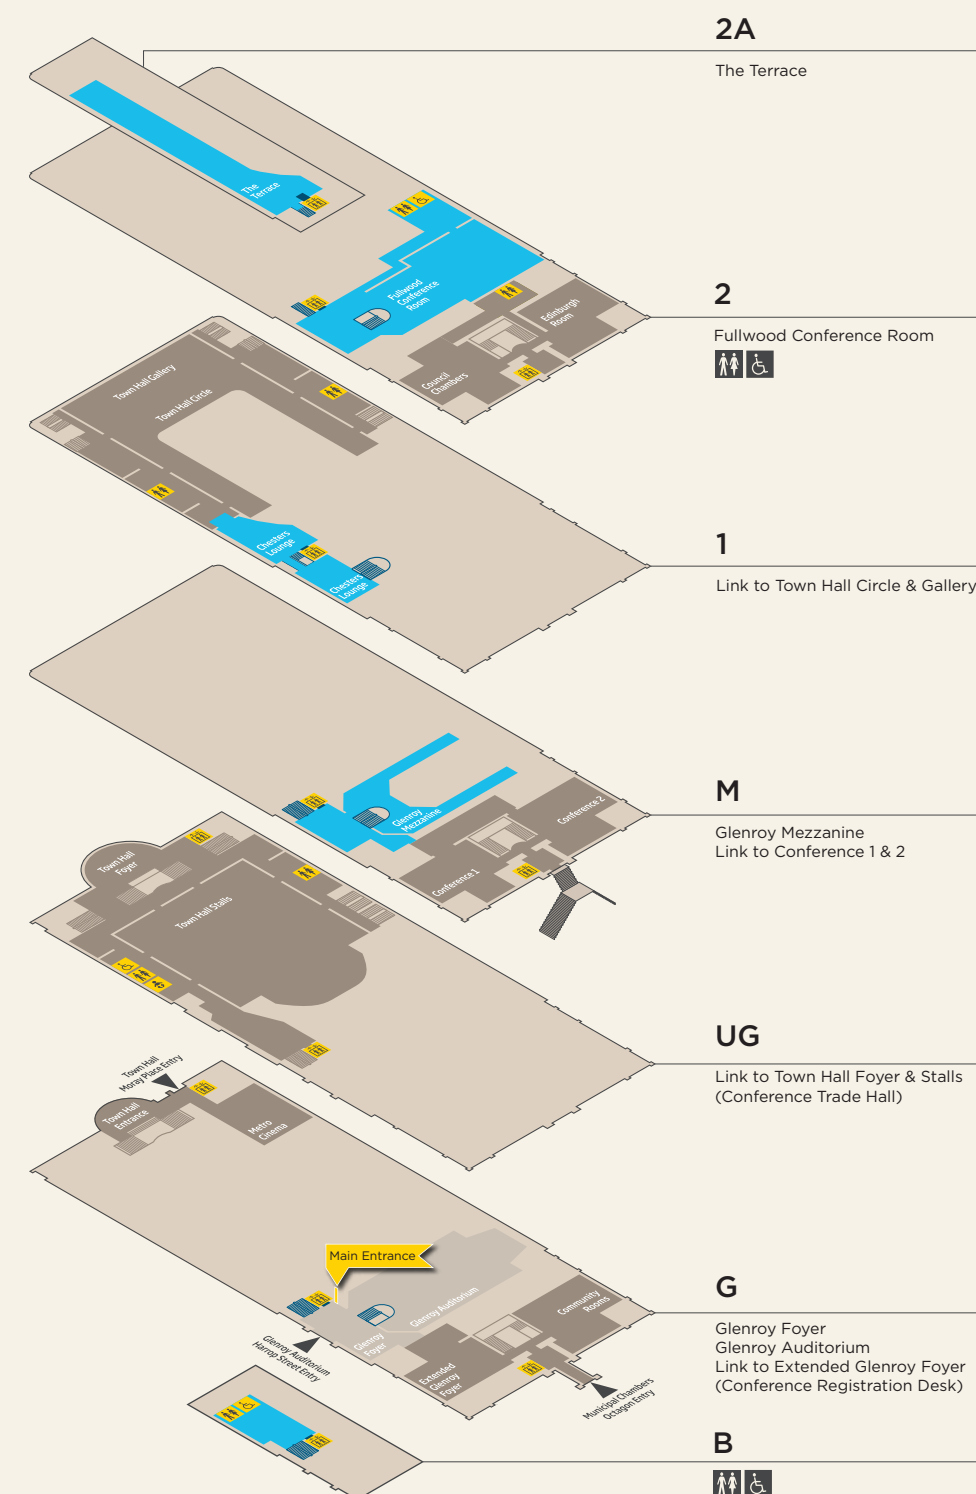 2A
The Terrace
The
Terrace
2
Fullwood Conference Room
Fullwood
Conference
Room
Edinburgh
Room
Council
Chambers
Town Hall Gallery
Town Hall Circle
1
Link to Town Hall Circle & Gallery
Chesters
Lounge
Chesters
Lounge
M
Glenroy Mezzanine
Link to Conference 1 & 2
Glenroy
Mezzanine
Conference 2
Conference 1
Town Hall
Foyer
Town Hall Stalls
UG
Link to Town Hall Foyer & Stalls
(Conference Trade Hall)
Town Hall
Moray Place Entry
Town Hall
Entrance
Metro
Cinema
Main Entrance
G
Glenroy Foyer
Glenroy Auditorium
Link to Extended Glenroy Foyer
(Conference Registration Desk)
Glenroy Auditorium
Community
Rooms
Glenroy
Foyer
Extended
Glenroy
Foyer
Glenroy Auditorium
Harrop Street Entry
Municipal Chambers
Octagon Entry
B